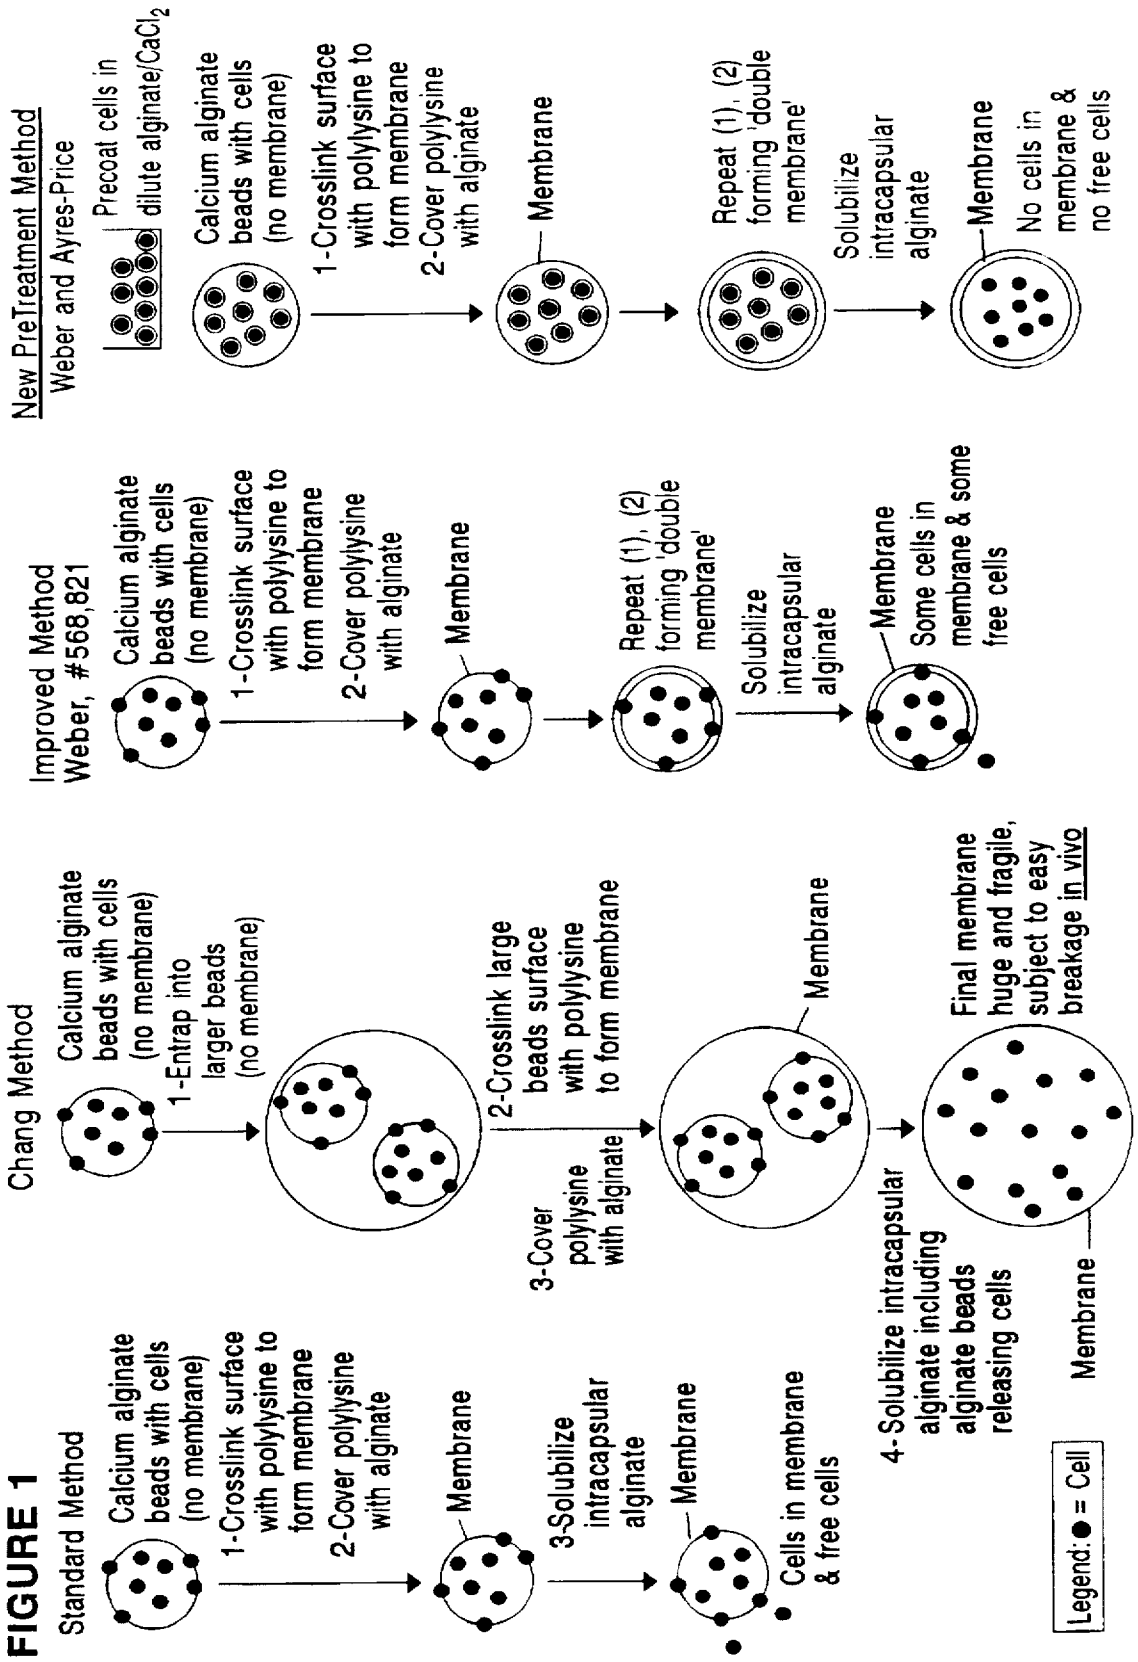 FIGURE 1
Standard Method
Calcium alginate
beads with cells
(no membrane)
1-Crosslink surface
with polylysine to
form membrane
2-Cover polylysine
with alginate
Membrane
3-Solubilize
intracapsular
alginate
Membrane
Cells in membrane
& free cells
Legend: ● = Cell
Chang Method
Calcium alginate
beads with cells
(no membrane)
1-Entrap into
larger beads
(no membrane)
2-Crosslink large
beads surface
with polylysine
to form membrane
3-Cover
polylysine
with alginate
Membrane
4-Solubilize intracapsular
alginate including
alginate beads
releasing cells
Final membrane
huge and fragile,
subject to easy
breakage in vivo
Membrane
Improved Method
Weber, #568,821
Calcium alginate
beads with cells
(no membrane)
1-Crosslink surface
with polylysine to
form membrane
2-Cover polylysine
with alginate
Membrane
Repeat (1), (2)
forming 'double
membrane'
Solubilize
intracapsular
alginate
Membrane
Some cells in
membrane & some
free cells
New PreTreatment Method
Weber and Ayres-Price
Precoat cells in
dilute alginate/CaCl₂
Calcium alginate
beads with cells
(no membrane)
1-Crosslink surface
with polylysine to
form membrane
2-Cover polylysine
with alginate
Membrane
Repeat (1), (2)
forming 'double
membrane'
Solubilize
intracapsular
alginate
Membrane
No cells in
membrane &
no free cells